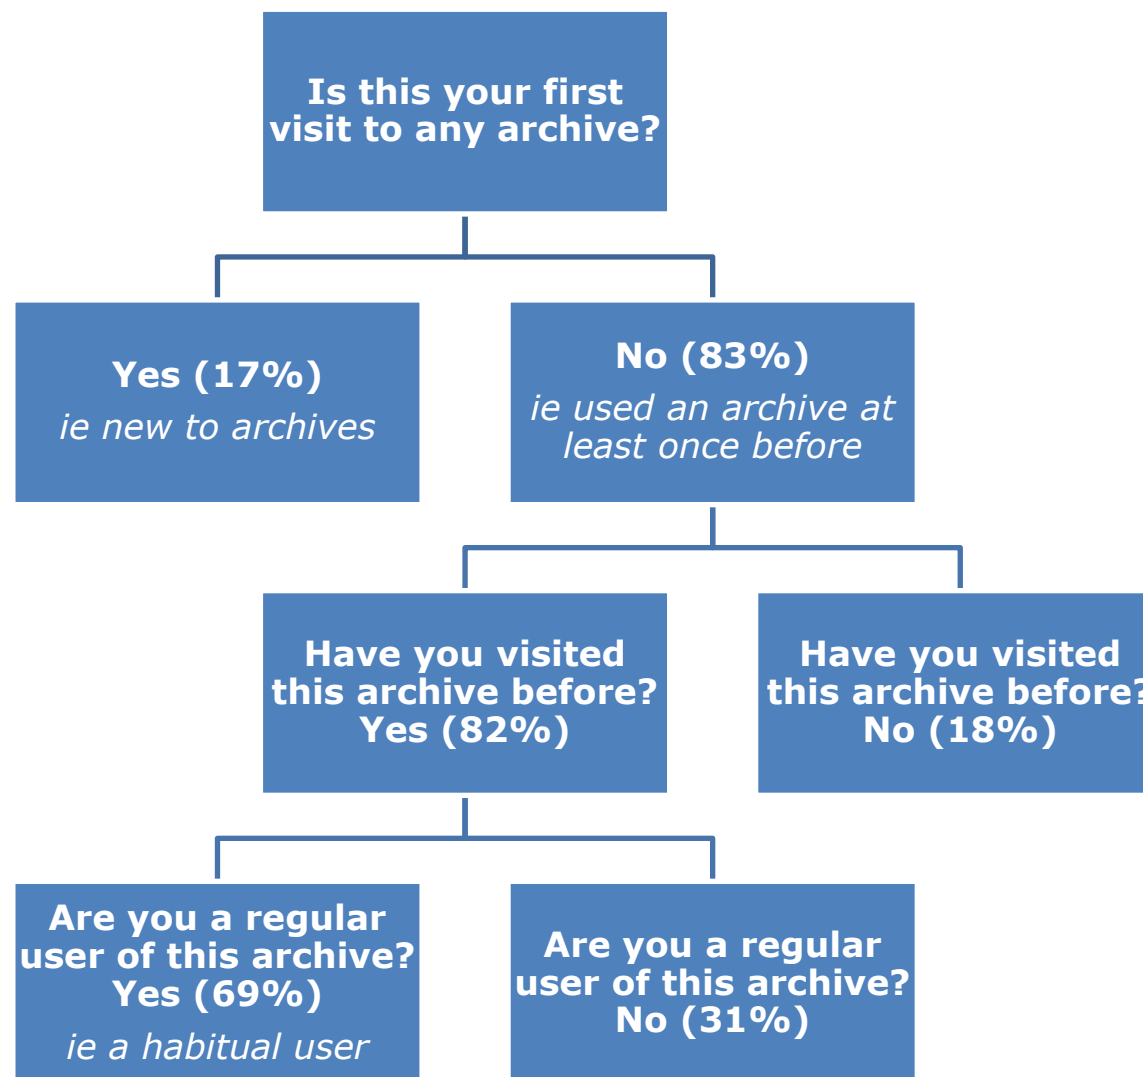 Is this your first
visit to any archive?
Yes (17%)
ie new to archives
No (83%)
ie used an archive at
least once before
Have you visited
this archive before?
Yes (82%)
Have you visited
this archive before?
No (18%)
Are you a regular
user of this archive?
Yes (69%)
ie a habitual user
Are you a regular
user of this archive?
No (31%)